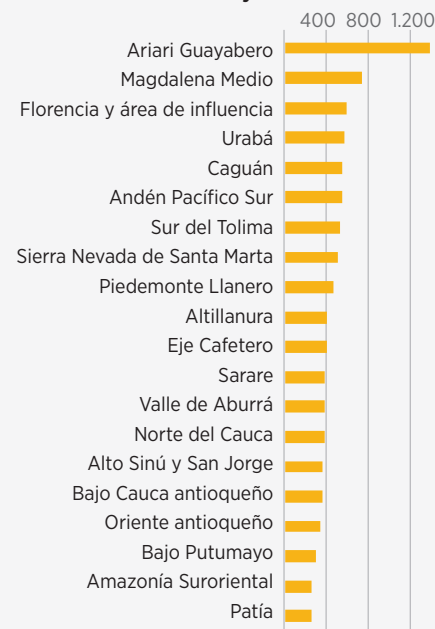 400 800 1.200
Ariari Guayabero
Magdalena Medio
Florencia y área de influencia
Urabá
Caguán
Andén Pacífico Sur
Sur del Tolima
Sierra Nevada de Santa Marta
Piedemonte Llanero
Altillanura
Eje Cafetero
Sarare
Valle de Aburrá
Norte del Cauca
Alto Sinú y San Jorge
Bajo Cauca antioqueño
Oriente antioqueño
Bajo Putumayo
Amazonía Suroriental
Patía